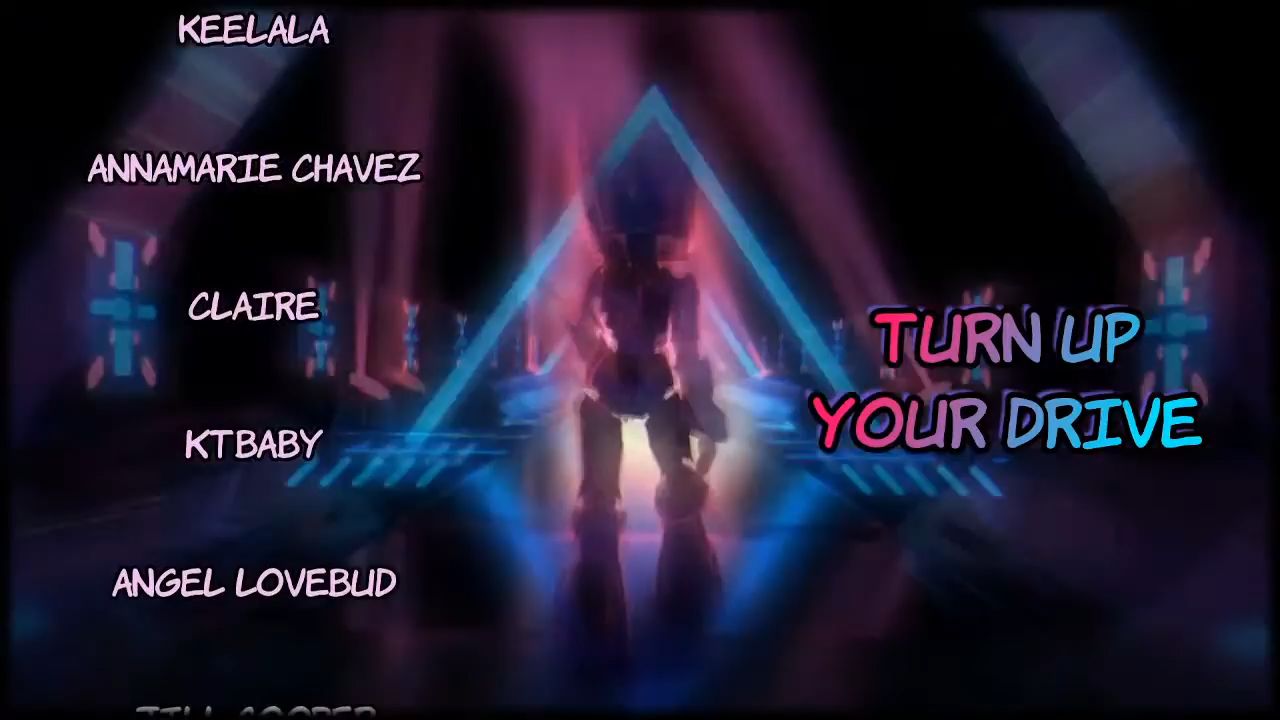 KEELALA
ANNAMARIE CHAVEZ
CLAIRE
KTBABY
ANGEL LOVEBUD
TURN UP
YOUR DRIVE